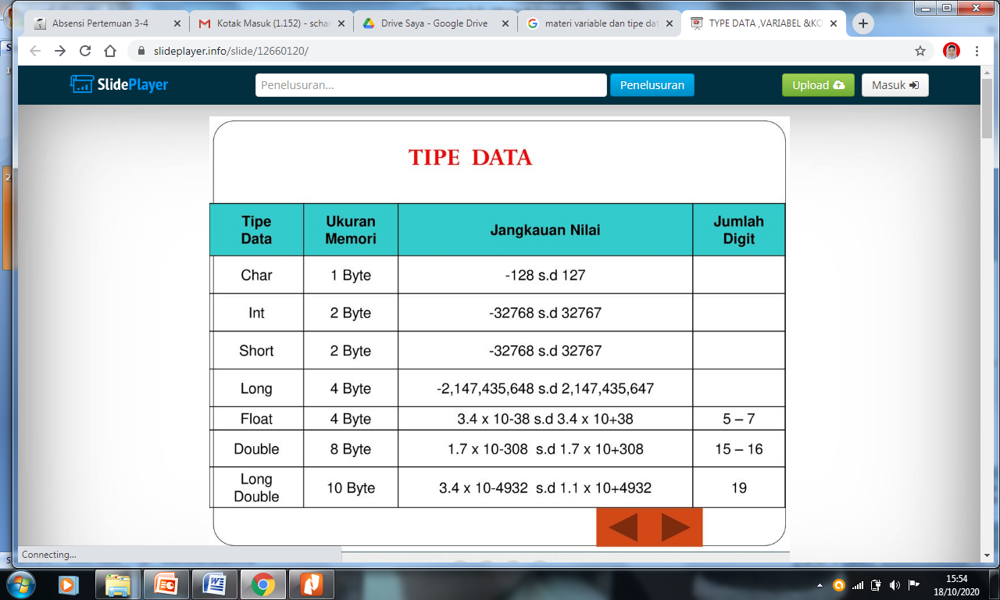 Absensi Pertemuan 3-4
Kotak Masuk (1.152) - schar
Drive Saya - Google Drive
materi variable dan tipe dat
TYPE DATA ,VARIABEL &KO
slideplayer.info/slide/12660120/
SlidePlayer
Penelusuran...
Penelusuran
Upload
Masuk
TIPE DATA
Tipe Data Ukuran Memori Jangkauan Nilai Jumlah Digit
Char 1 Byte -128 s.d 127
Int 2 Byte -32768 s.d 32767
Short 2 Byte -32768 s.d 32767
Long 4 Byte -2,147,435,648 s.d 2,147,435,647
Float 4 Byte 3.4 x 10-38 s.d 3.4 x 10+38 5 – 7
Double 8 Byte 1.7 x 10-308 s.d 1.7 x 10+308 15 – 16
Long Double 10 Byte 3.4 x 10-4932 s.d 1.1 x 10+4932 19
Connecting...
15:54
18/10/2020